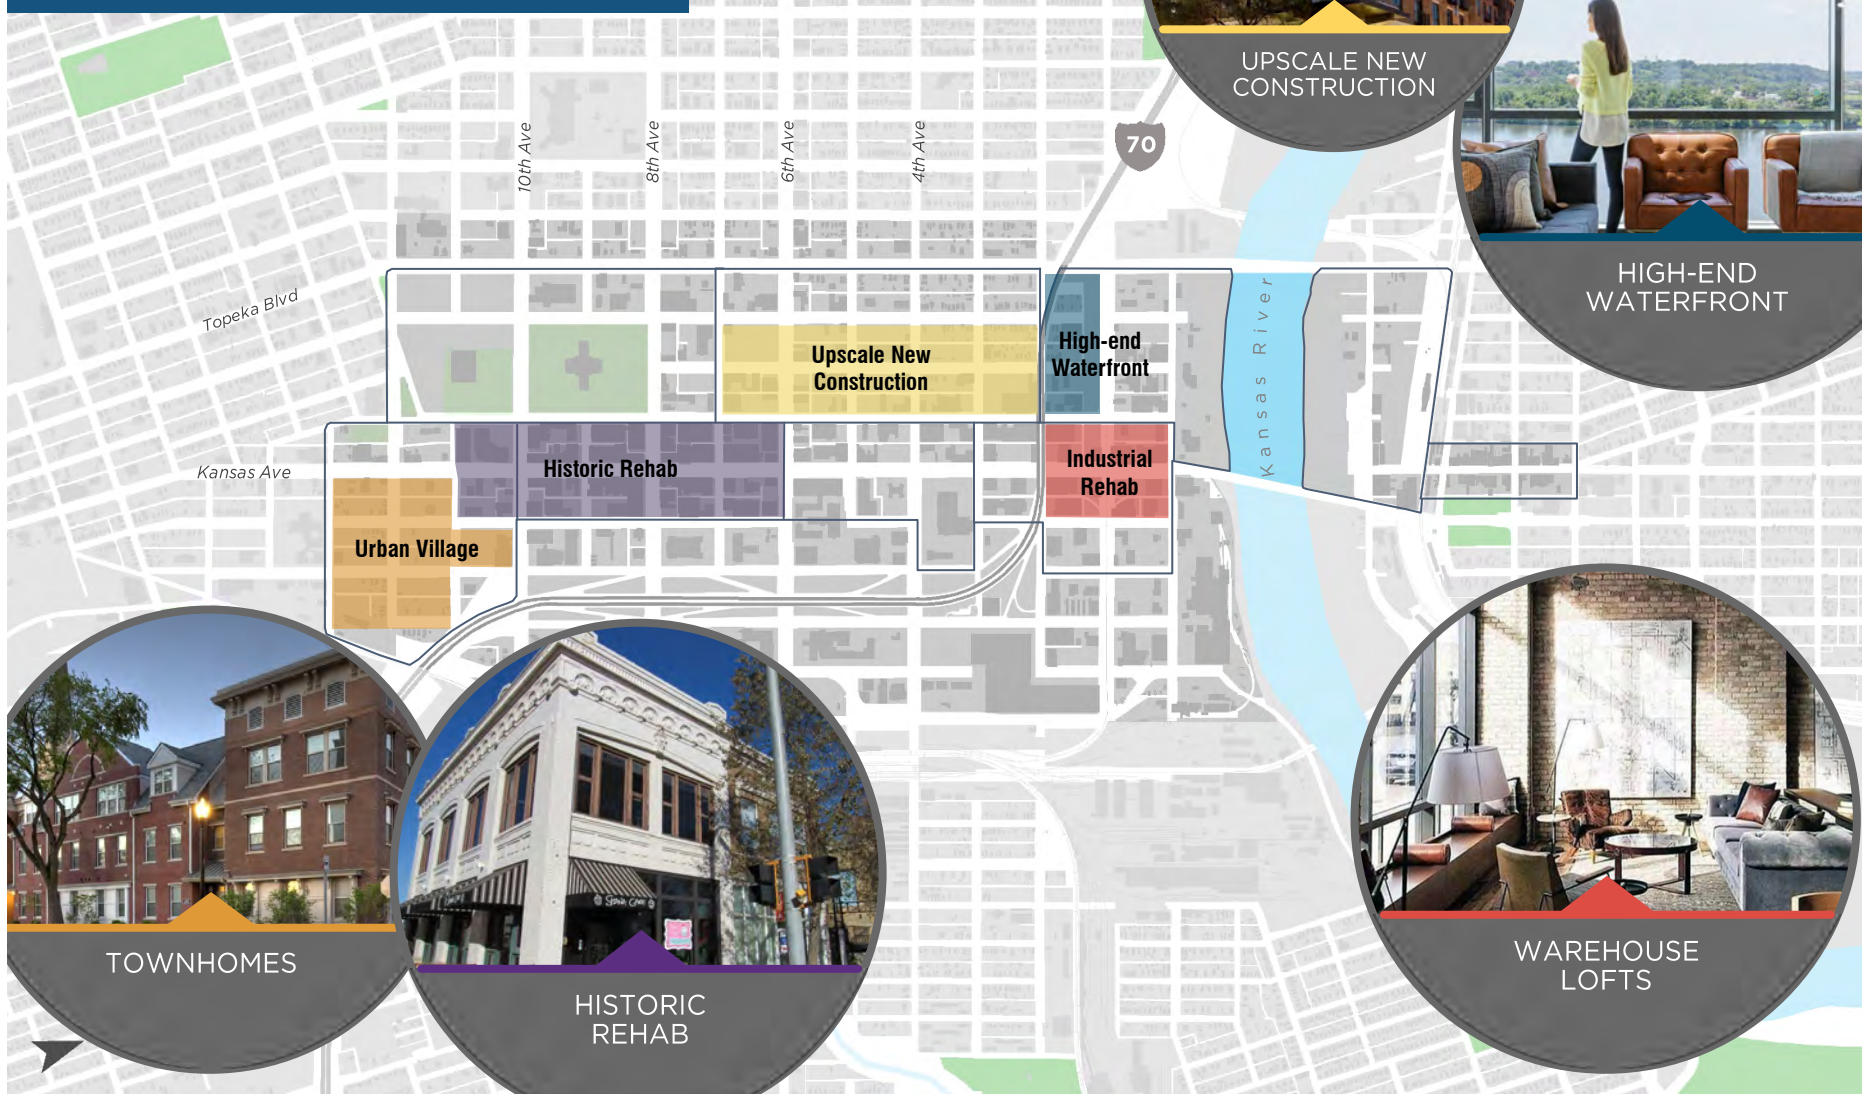 UPSCALE NEW
CONSTRUCTION
10th Ave
8th Ave
6th Ave
4th Ave
70
HIGH-END
WATERFRONT
Topeka Blvd
Kansas River
Upscale New
Construction
High-end
Waterfront
Kansas Ave
Historic Rehab
Industrial
Rehab
Urban Village
TOWNHOMES
HISTORIC
REHAB
WAREHOUSE
LOFTS